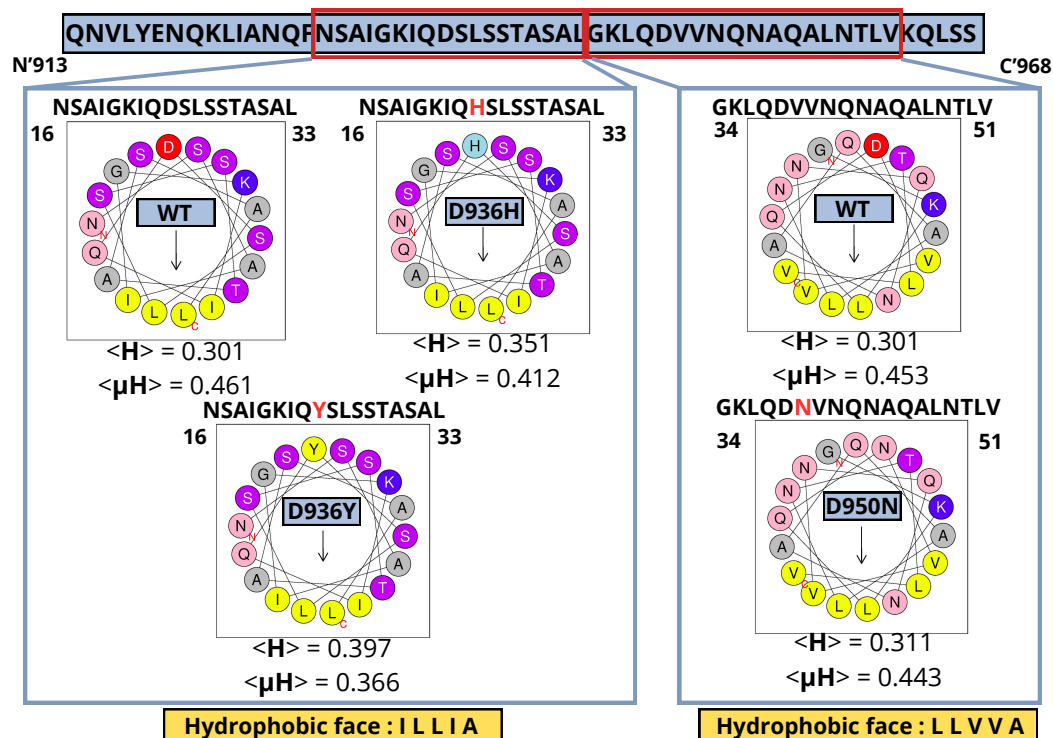 QNVLYENQKLIANQFNSAIGKIQDSLSSTASALGKLQDVVNQNAQALNTLVKQLSS
N'913
C'968
NSAIGKIQDSLSSTASAL
16
33
D S S K A S A T I L C L I A Q N N S G S
WT
<H> = 0.301
<μH> = 0.461
NSAIGKIQHSLSSTASAL
16
33
H S S K A S A T I L C L I A Q N N S G S
D936H
<H> = 0.351
<μH> = 0.412
NSAIGKIQYSLSSTASAL
16
33
Y S S K A S A T I L C L I A Q N N S G S
D936Y
<H> = 0.397
<μH> = 0.366
Hydrophobic face : I L L I A
GKLQDVVNQNAQALNTLV
34
51
Q D T Q K A V L N L L V V C A Q N N G N
WT
<H> = 0.301
<μH> = 0.453
GKLQDNVNQNAQALNTLV
34
51
Q N T Q K A V L N L L V V C A Q N N G N
D950N
<H> = 0.311
<μH> = 0.443
Hydrophobic face : L L V V A